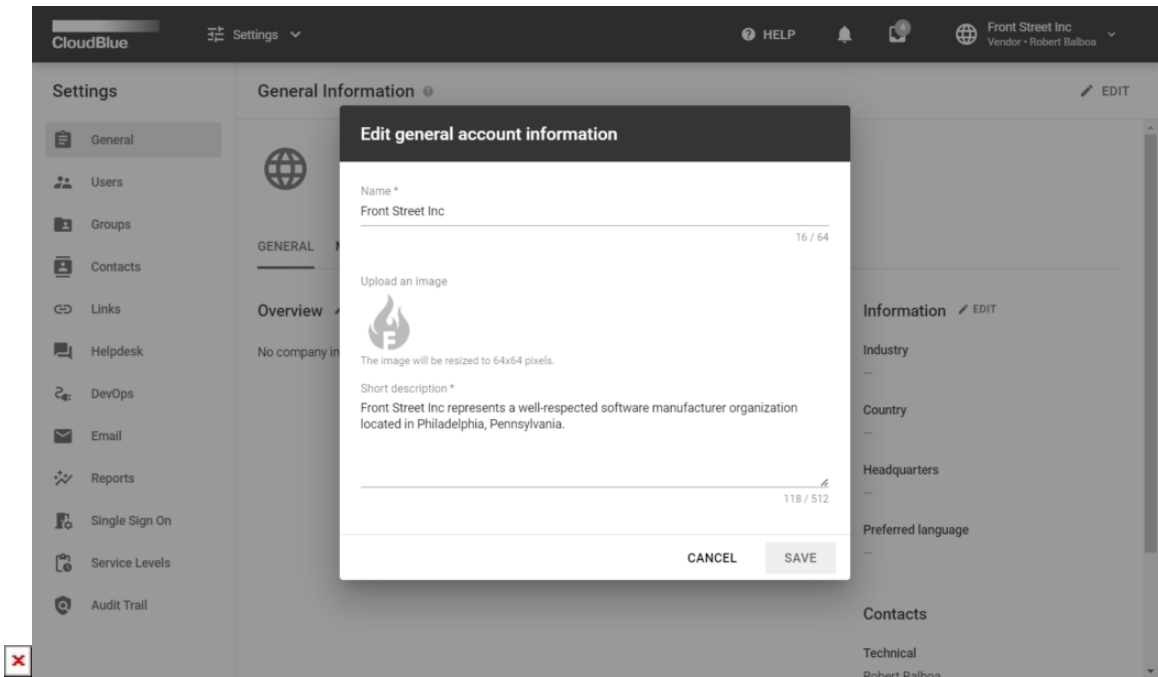 CloudBlue
Settings
HELP
4
Front Street Inc
Vendor • Robert Balboa
Settings
General Information
EDIT
General
Users
Groups
Contacts
Links
Helpdesk
DevOps
Email
Reports
Single Sign On
Service Levels
Audit Trail
GENERAL
Overview
No company in
Edit general account information
Name *
Front Street Inc
16 / 64
Upload an image
F
The image will be resized to 64x64 pixels.
Short description *
Front Street Inc represents a well-respected software manufacturer organization
located in Philadelphia, Pennsylvania.
118 / 512
CANCEL
SAVE
Information
EDIT
Industry
—
Country
—
Headquarters
—
Preferred language
—
Contacts
Technical
Robert Balboa